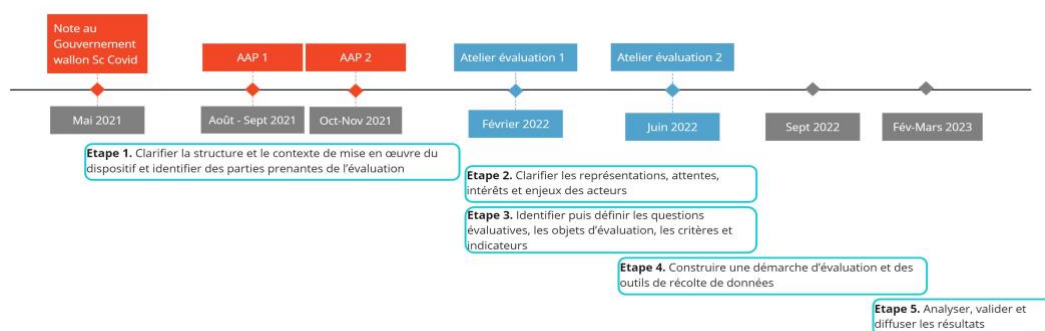 Note au
Gouvernement
wallon Sc Covid
AAP 1
AAP 2
Atelier évaluation 1
Atelier évaluation 2
Mai 2021
Août - Sept 2021
Oct-Nov 2021
Février 2022
Juin 2022
Sept 2022
Fév-Mars 2023
Etape 1. Clarifier la structure et le contexte de mise en œuvre du
dispositif et identifier des parties prenantes de l'évaluation
Etape 2. Clarifier les représentations, attentes,
intérêts et enjeux des acteurs
Etape 3. Identifier puis définir les questions
évaluatives, les objets d'évaluation, les critères et
indicateurs
Etape 4. Construire une démarche d'évaluation et des
outils de récolte de données
Etape 5. Analyser, valider et
diffuser les résultats